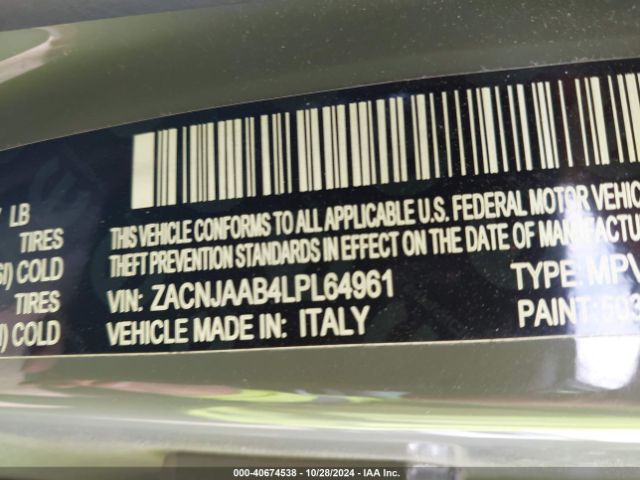 LB
TIRES
COLD
TIRES
COLD
THIS VEHICLE CONFORMS TO ALL APPLICABLE U.S. FEDERAL MOTOR
THEFT PREVENTION STANDARDS IN EFFECT ON THE DATE OF
VIN: ZACNJAAB4LPL64961 TYPE: MPV
VEHICLE MADE IN: ITALY PAINT:
000-40674538 - 10/28/2024 - IAA Inc.